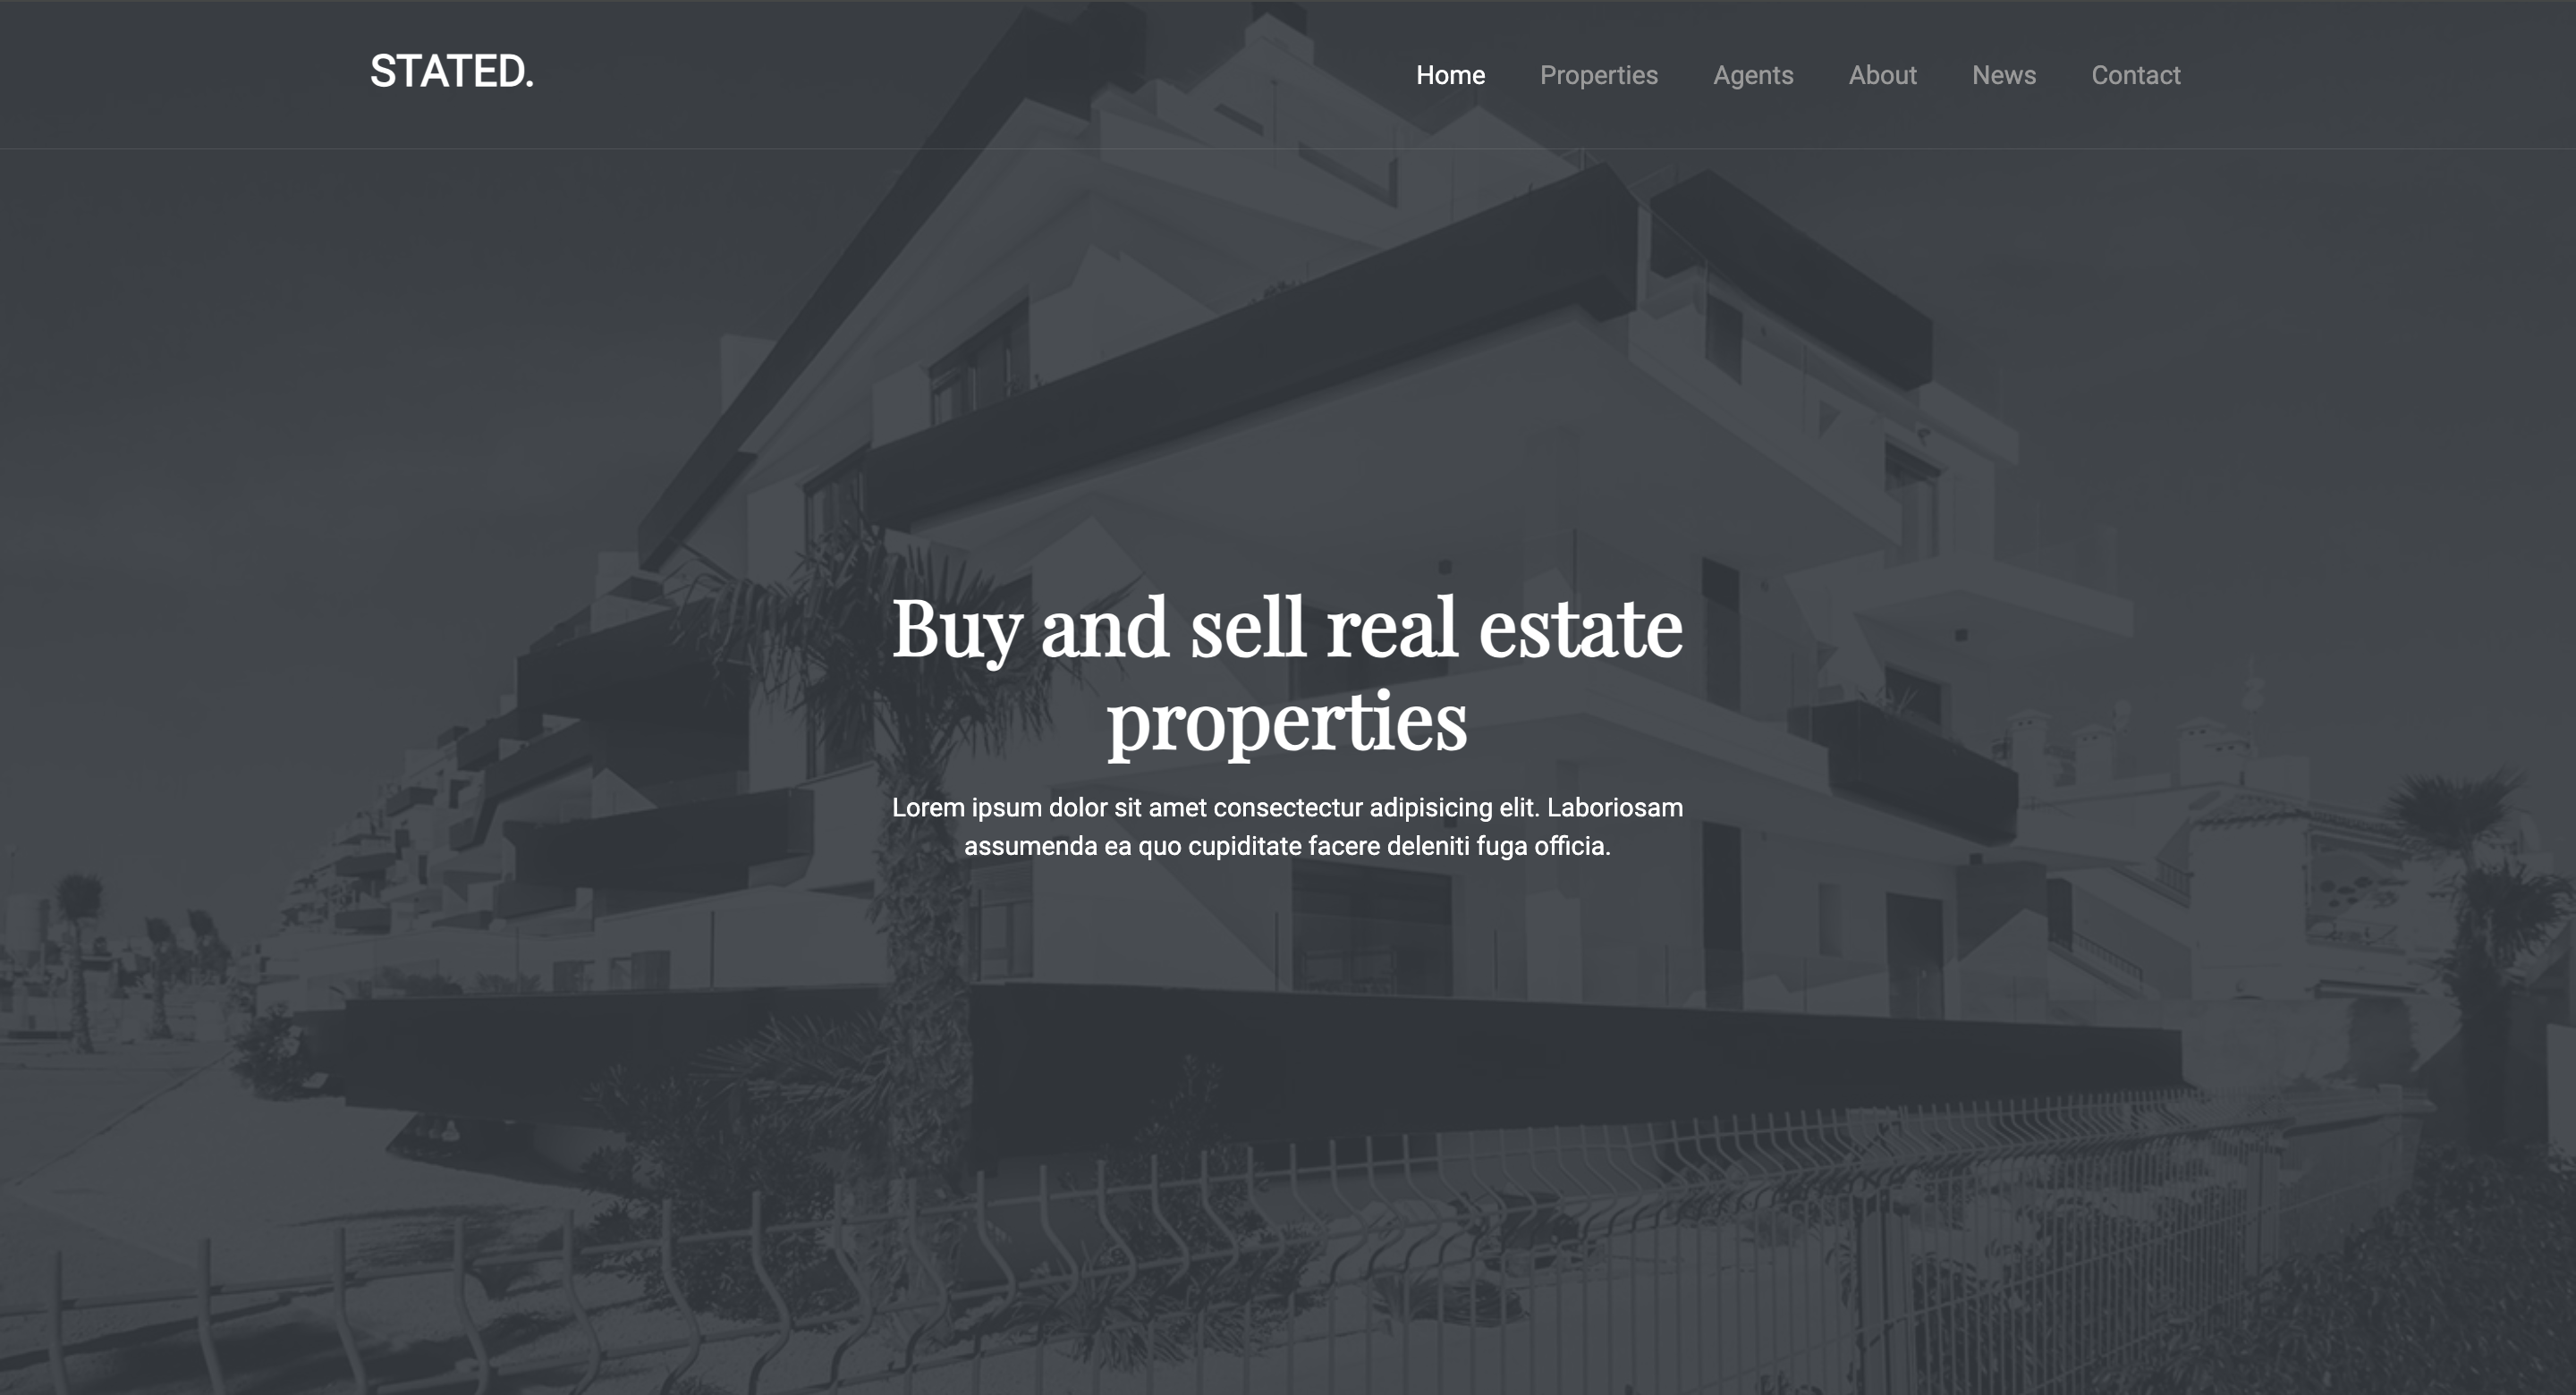 STATED.
Home Properties Agents About News Contact
Buy and sell real estate
properties
Lorem ipsum dolor sit amet consectectur adipisicing elit. Laboriosam
assumenda ea quo cupiditate facere deleniti fuga officia.